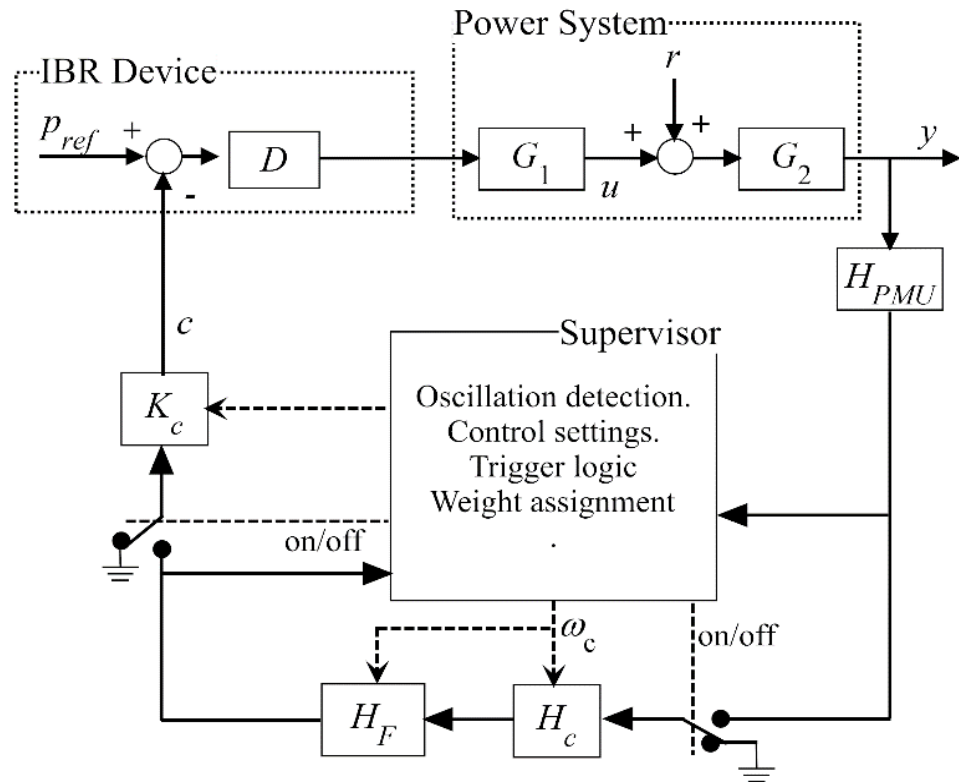 Power System
IBR Device
r
p_ref
+
-
D
G_1
+
u
+
G_2
y
H_PMU
c
Supervisor
K_c
Oscillation detection.
Control settings.
Trigger logic
Weight assignment
.
on/off
ω_c
on/off
H_F
H_c